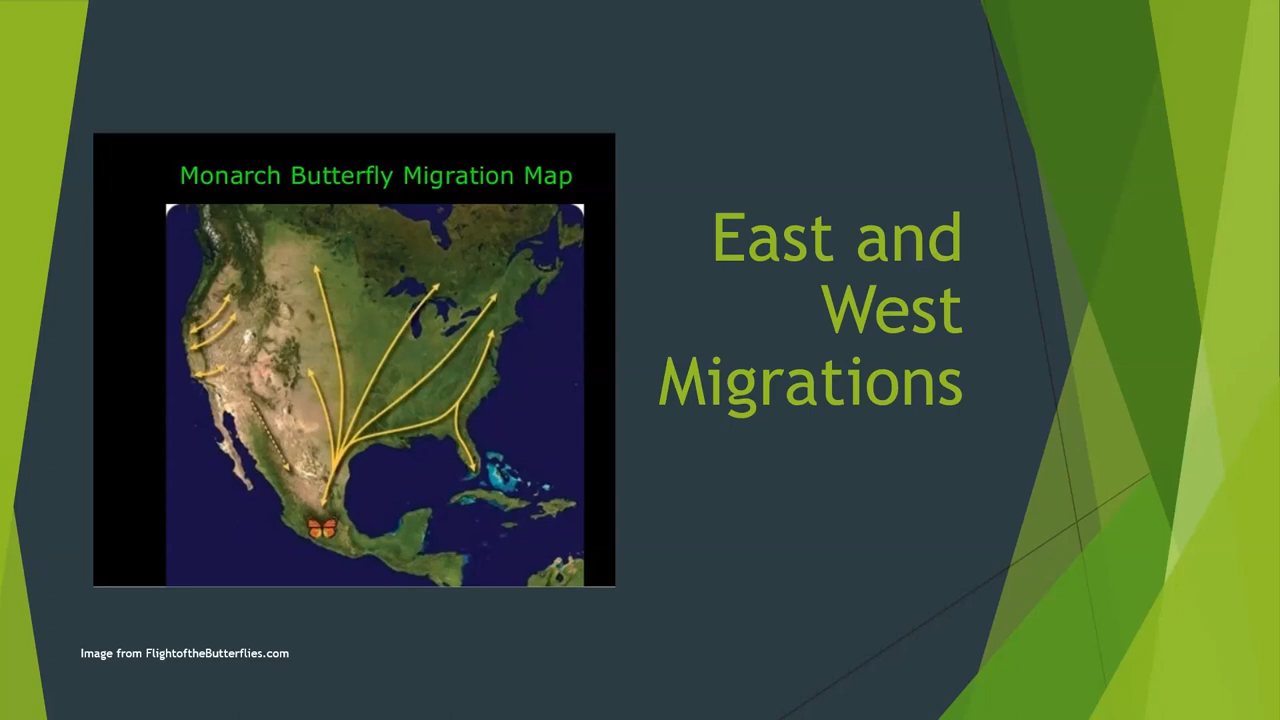 Monarch Butterfly Migration Map
East and
West
Migrations
Image from FlightoftheButterflies.com